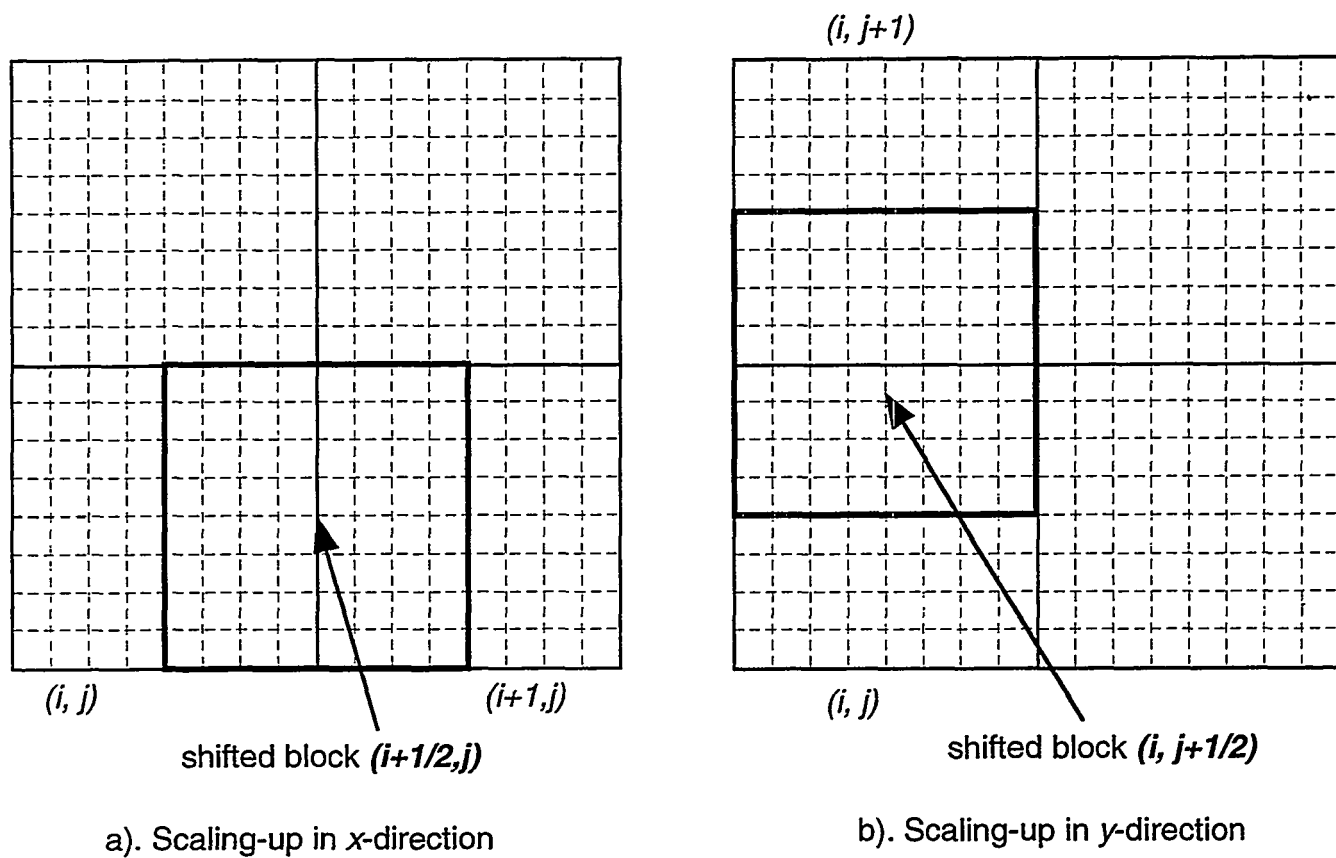 (i, j+1)
(i, j)
(i+1,j)
shifted block (i+1/2,j)
a). Scaling-up in x-direction
(i, j)
shifted block (i, j+1/2)
b). Scaling-up in y-direction